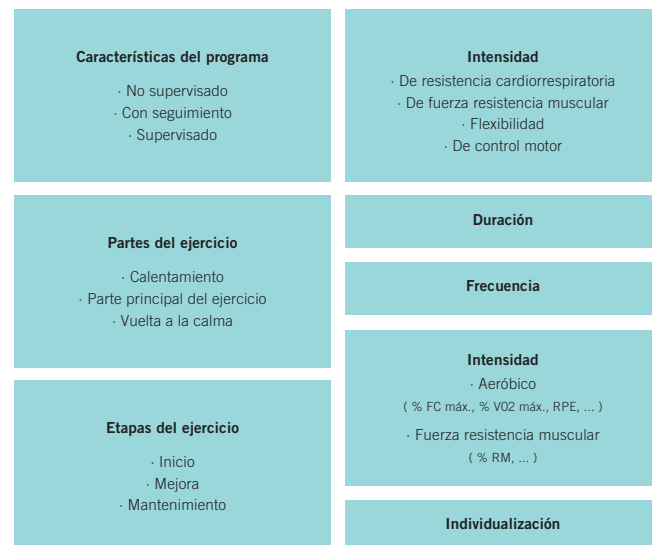 Características del programa
· No supervisado
· Con seguimiento
· Supervisado
Partes del ejercicio
· Calentamiento
· Parte principal del ejercicio
· Vuelta a la calma
Etapas del ejercicio
· Inicio
· Mejora
· Mantenimiento
Intensidad
· De resistencia cardiorrespiratoria
· De fuerza resistencia muscular
· Flexibilidad
· De control motor
Duración
Frecuencia
Intensidad
· Aeróbico
( % FC máx., % VO2 máx., RPE, ... )
· Fuerza resistencia muscular
( % RM, ... )
Individualización